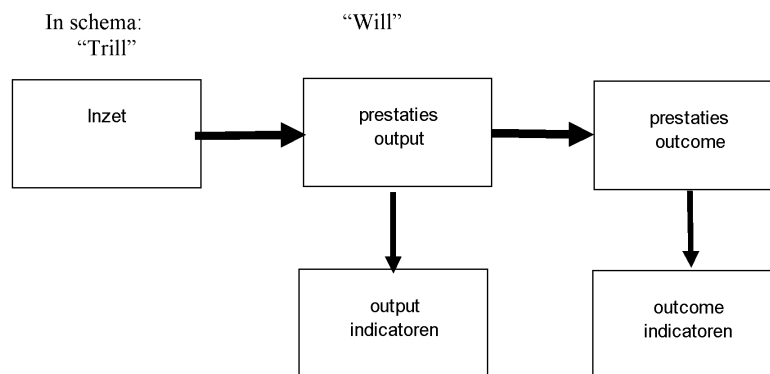 In schema:
“Trill”
“Will”
Inzet
prestaties
output
prestaties
outcome
output
indicatoren
outcome
indicatoren